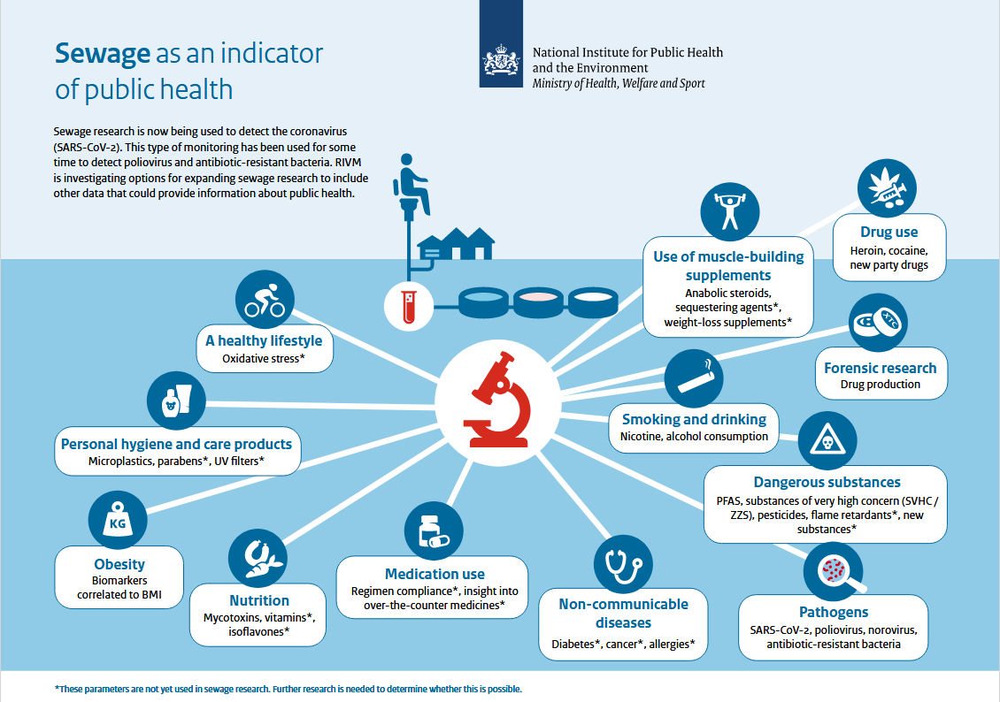 Sewage as an indicator
of public health
National Institute for Public Health
and the Environment
Ministry of Health, Welfare and Sport
Sewage research is now being used to detect the coronavirus
(SARS-CoV-2). This type of monitoring has been used for some
time to detect poliovirus and antibiotic-resistant bacteria. RIVM
is investigating options for expanding sewage research to include
other data that could provide information about public health.
Drug use
Heroin, cocaine,
new party drugs
Use of muscle-building
supplements
Anabolic steroids,
sequestering agents*,
weight-loss supplements*
XTC
Forensic research
Drug production
A healthy lifestyle
Oxidative stress*
Smoking and drinking
Nicotine, alcohol consumption
Personal hygiene and care products
Microplastics, parabens*, UV filters*
Dangerous substances
PFAS, substances of very high concern (SVHC /
ZZS), pesticides, flame retardants*, new
substances*
KG
Obesity
Biomarkers
correlated to BMI
Nutrition
Mycotoxins, vitamins*,
isoflavones*
Medication use
Regimen compliance*, insight into
over-the-counter medicines*
Non-communicable
diseases
Diabetes*, cancer*, allergies*
Pathogens
SARS-CoV-2, poliovirus, norovirus,
antibiotic-resistant bacteria
*These parameters are not yet used in sewage research. Further research is needed to determine whether this is possible.